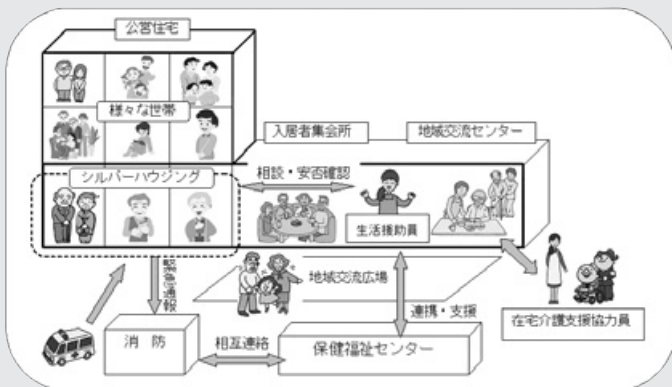 公営住宅
様々な世帯
入居者集会所
地域交流センター
シルバーハウジング
相談・安否確認
生活援助員
緊急通報
地域交流広場
連携・支援
在宅介護支援協力員
消 防
相互連絡
保健福祉センター